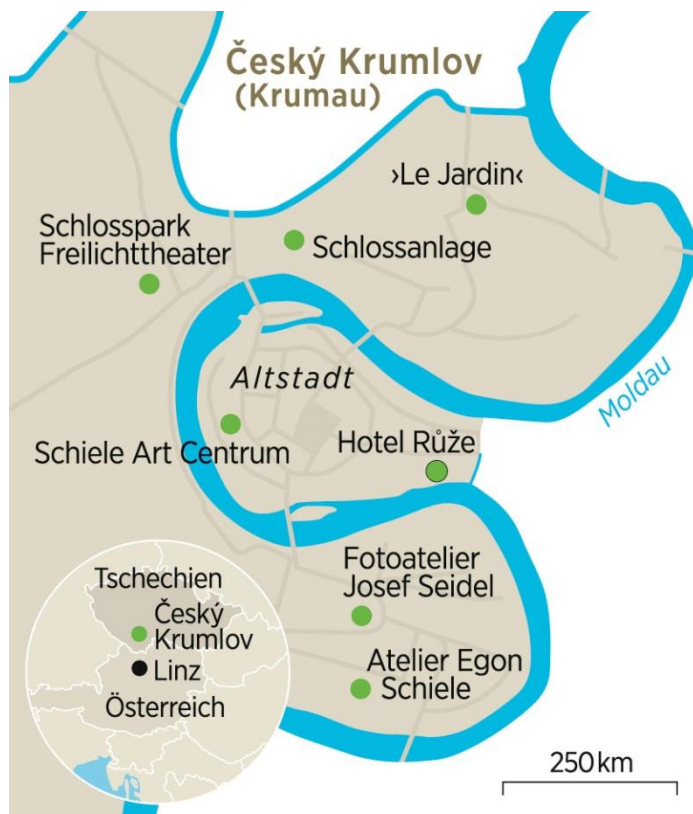 Český Krumlov
(Krumau)
›Le Jardin‹
Schlosspark
Freilichttheater
Schlossanlage
Altstadt
Moldau
Schiele Art Centrum
Hotel Růže
Fotoatelier
Josef Seidel
Tschechien
Český
Krumlov
Linz
Österreich
Atelier Egon
Schiele
250 km